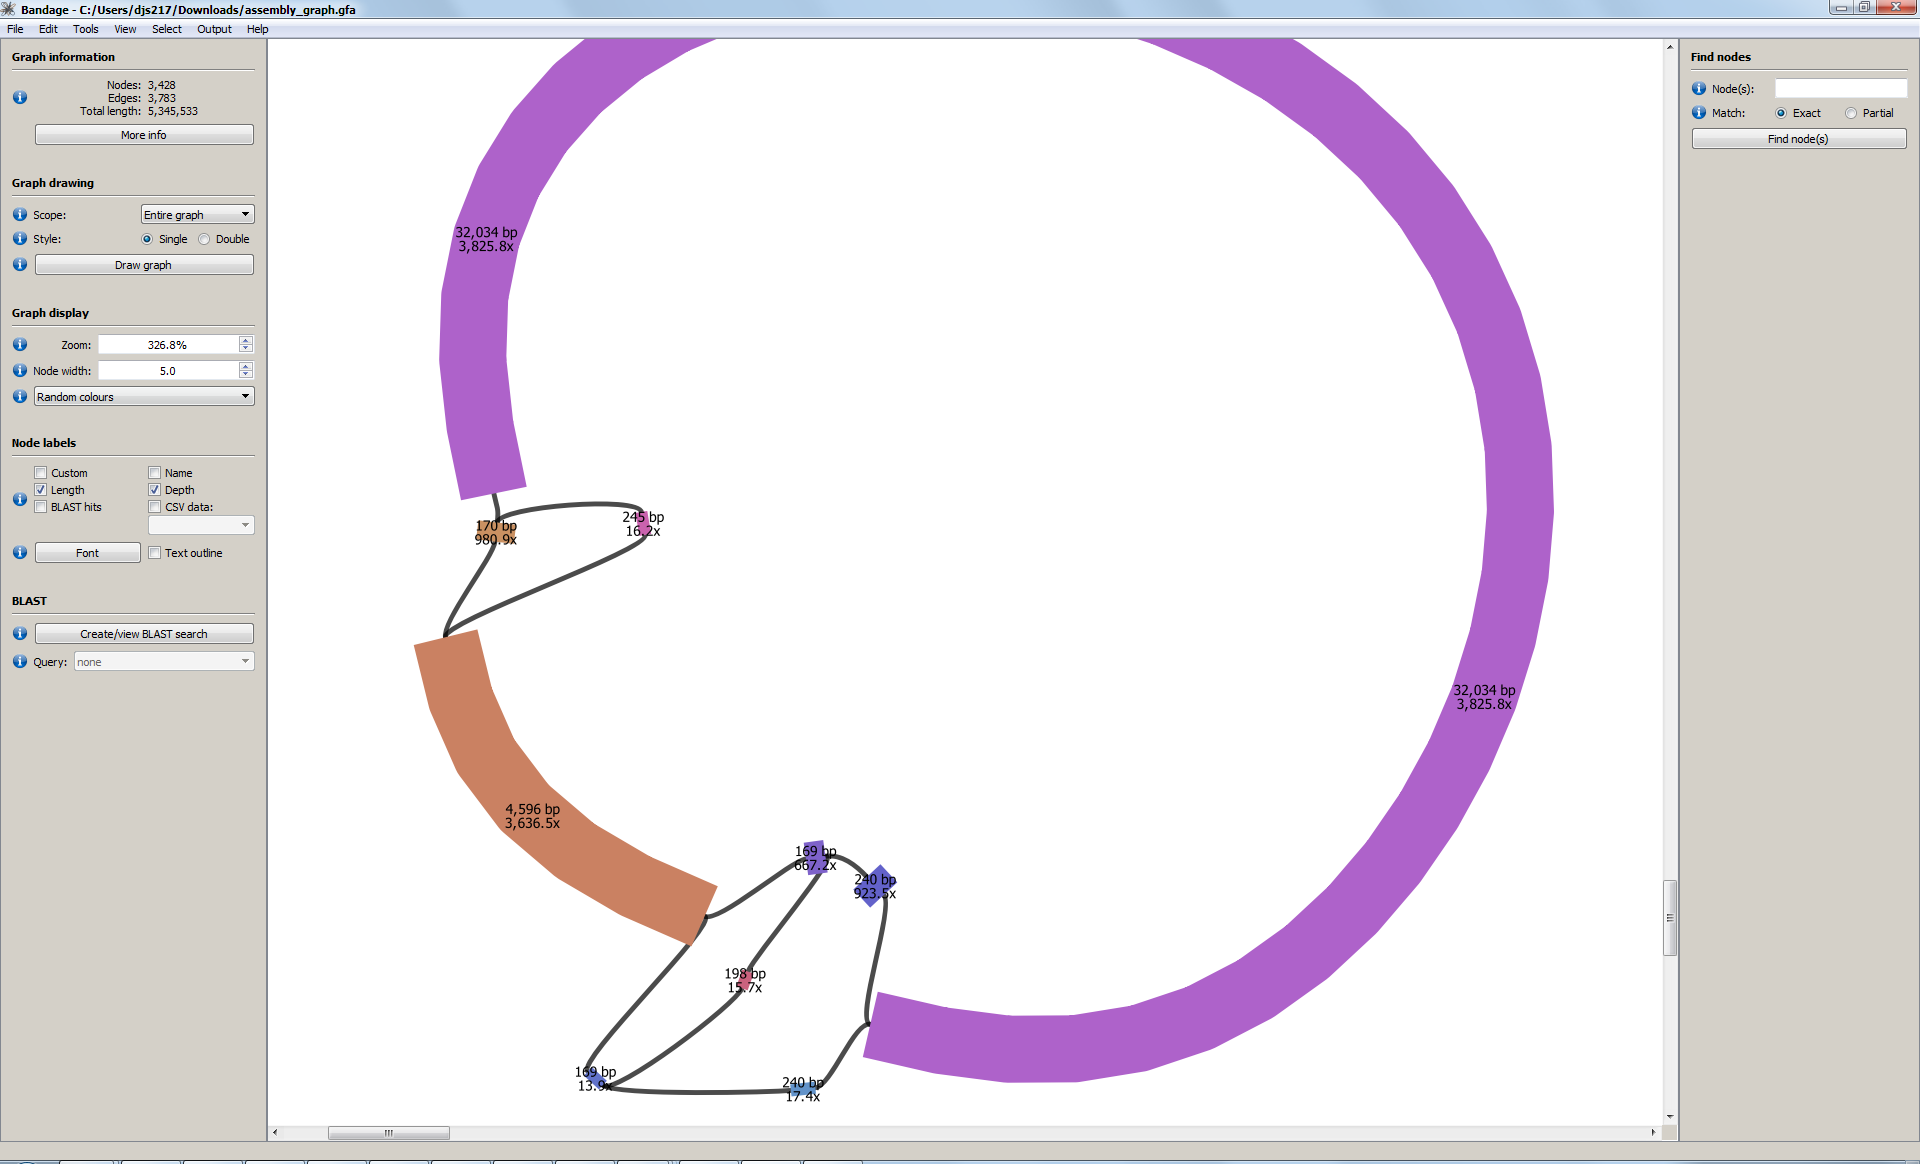 Bandage - C:/Users/djs217/Downloads/assembly_graph.gfa
File Edit Tools View Select Output Help
Graph information
Nodes: 3,428
Edges: 3,783
Total length: 5,345,533
More info
Graph drawing
Scope: Entire graph
Style: Single Double
Draw graph
Graph display
Zoom: 326.8%
Node width: 5.0
Random colours
Node labels
Custom Name
Length Depth
BLAST hits CSV data:
Font Text outline
BLAST
Create/view BLAST search
Query: none
32,034 bp
3,825.8x
170 bp
980.9x
245 bp
16.2x
32,034 bp
3,825.8x
4,596 bp
3,636.5x
169 bp
667.2x
240 bp
923.5x
198 bp
15.7x
169 bp
13.9x
240 bp
17.4x
Find nodes
Node(s):
Match: Exact Partial
Find node(s)